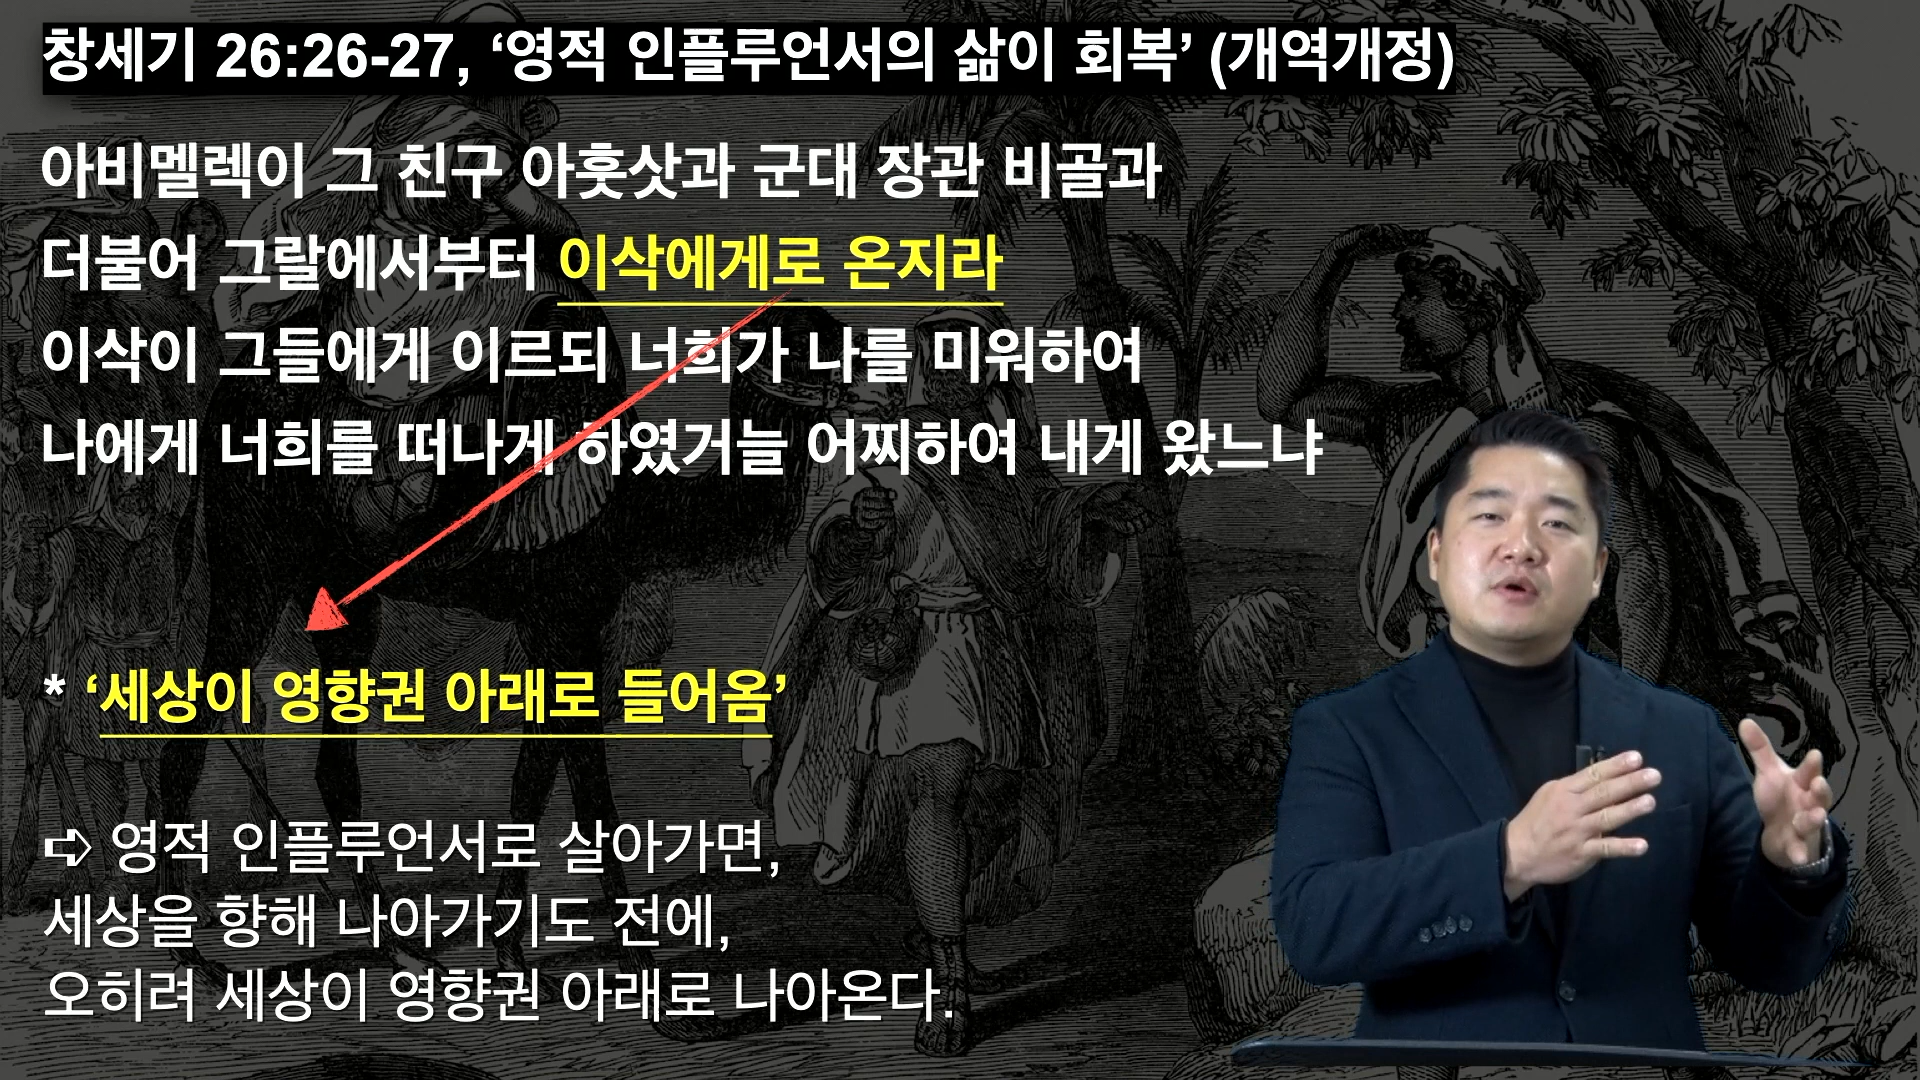 창세기 26:26-27, ‘영적 인플루언서의 삶이 회복’ (개역개정)
아비멜렉이 그 친구 아훗삿과 군대 장관 비골과
더불어 그랄에서부터 이삭에게로 온지라
이삭이 그들에게 이르되 너희가 나를 미워하여
나에게 너희를 떠나게 하였거늘 어찌하여 내게 왔느냐
* ‘세상이 영향권 아래로 들어옴’
➪ 영적 인플루언서로 살아가면,
세상을 향해 나아가기도 전에,
오히려 세상이 영향권 아래로 나아온다.